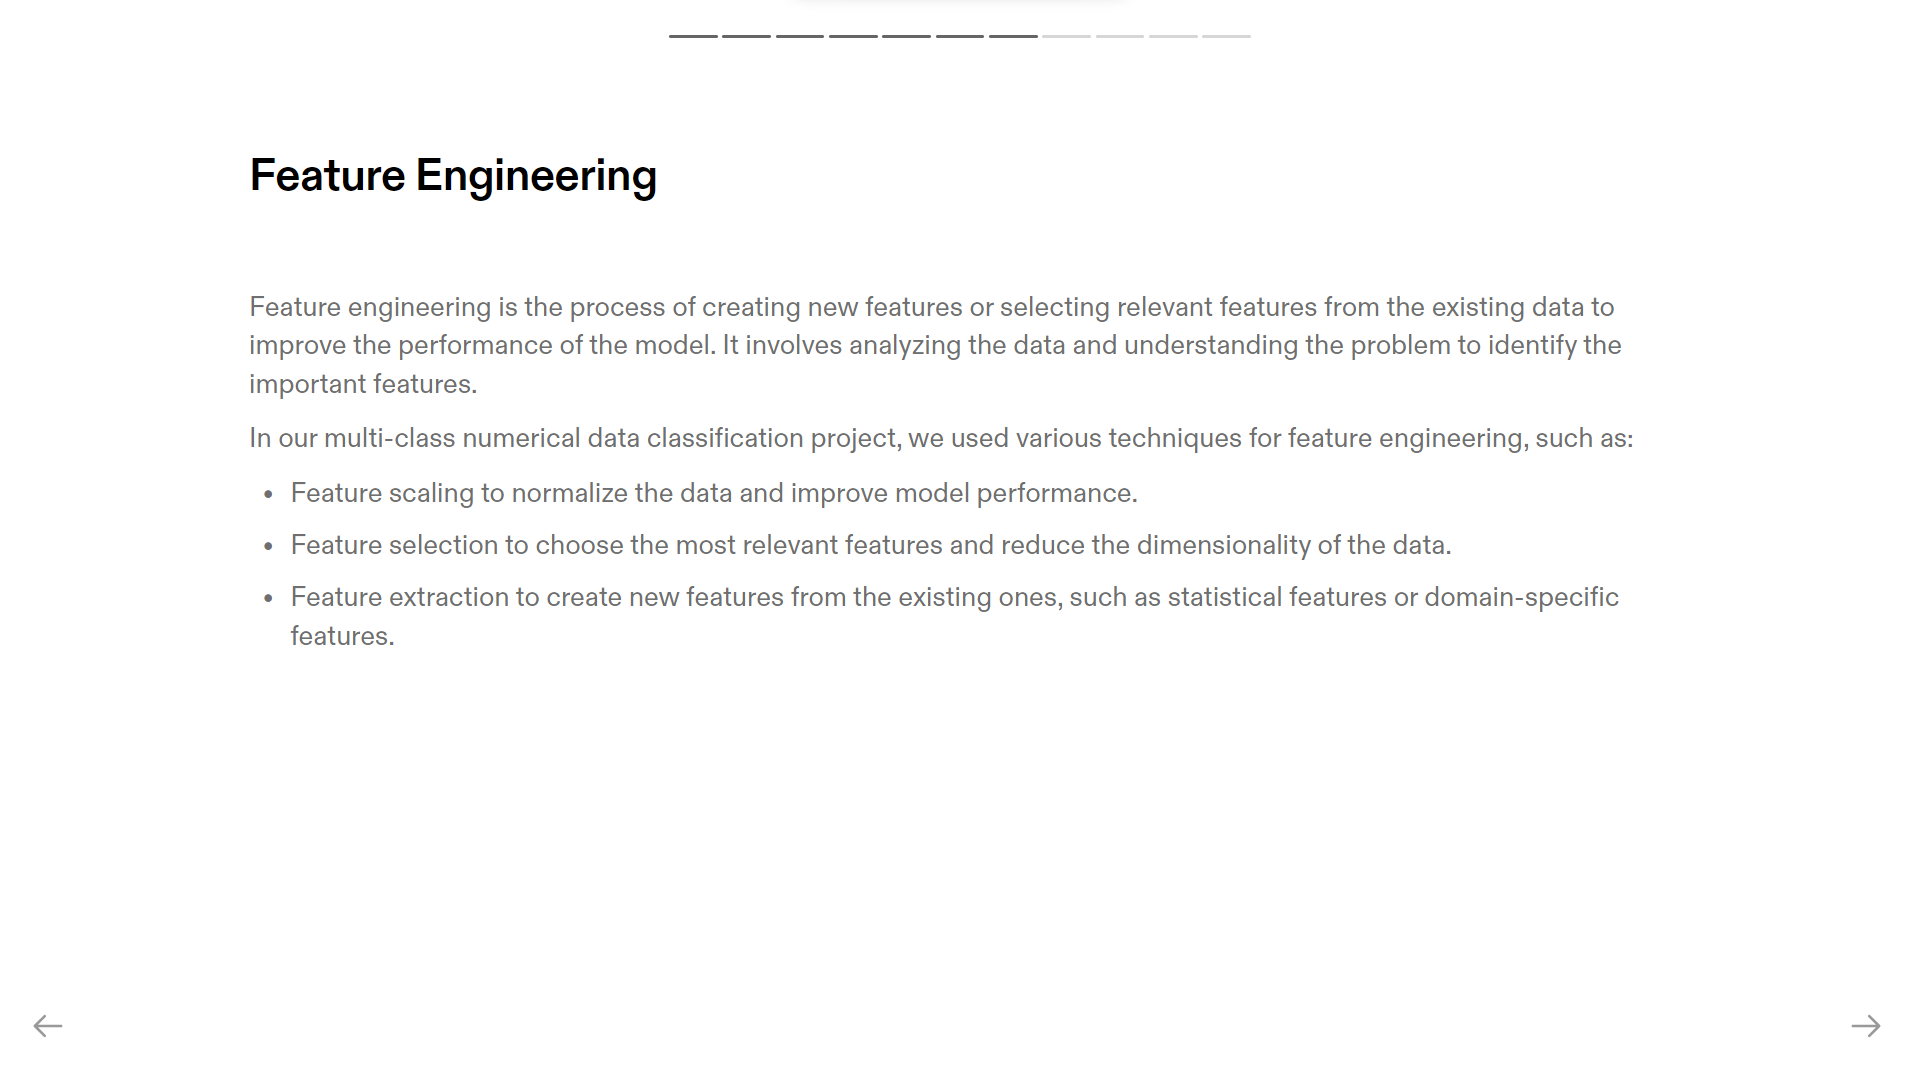 Feature Engineering
Feature engineering is the process of creating new features or selecting relevant features from the existing data to
improve the performance of the model. It involves analyzing the data and understanding the problem to identify the
important features.
In our multi-class numerical data classification project, we used various techniques for feature engineering, such as:
• Feature scaling to normalize the data and improve model performance.
• Feature selection to choose the most relevant features and reduce the dimensionality of the data.
• Feature extraction to create new features from the existing ones, such as statistical features or domain-specific
features.